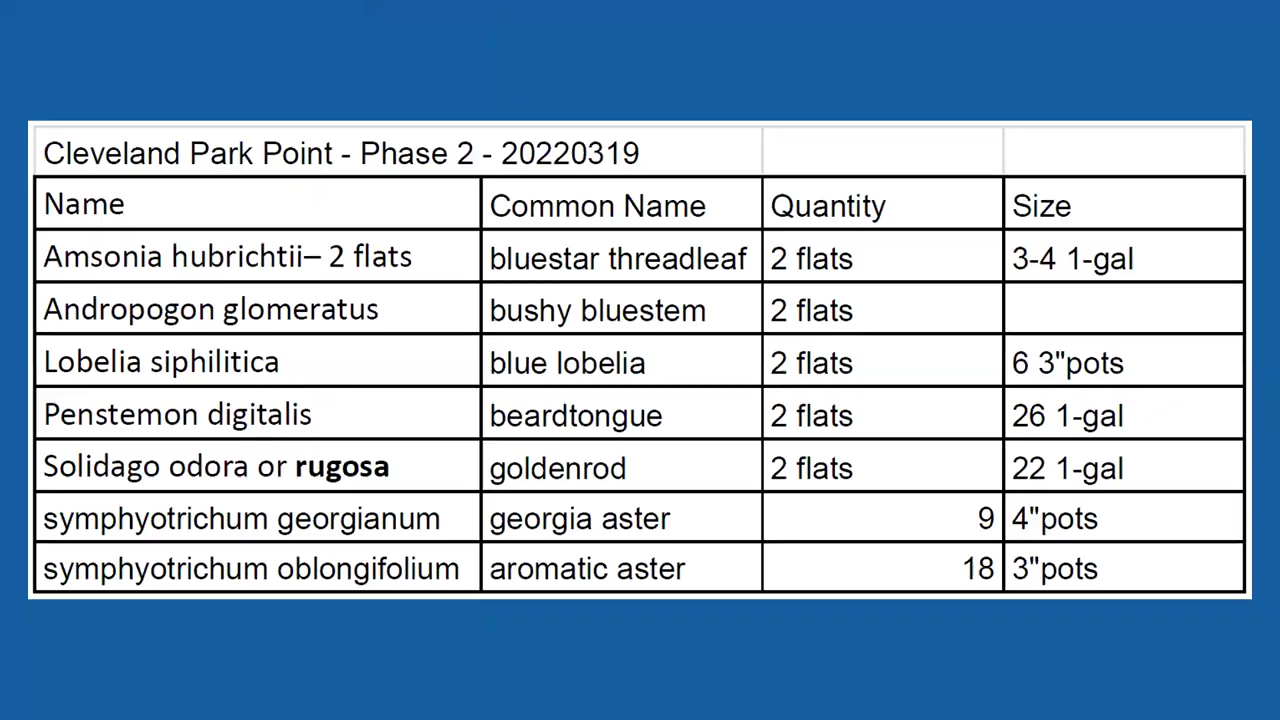 Cleveland Park Point - Phase 2 - 20220319
Name Common Name Quantity Size
Amsonia hubrichtii– 2 flats bluestar threadleaf 2 flats 3-4 1-gal
Andropogon glomeratus bushy bluestem 2 flats
Lobelia siphilitica blue lobelia 2 flats 6 3"pots
Penstemon digitalis beardtongue 2 flats 26 1-gal
Solidago odora or rugosa goldenrod 2 flats 22 1-gal
symphyotrichum georgianum georgia aster 9 4"pots
symphyotrichum oblongifolium aromatic aster 18 3"pots